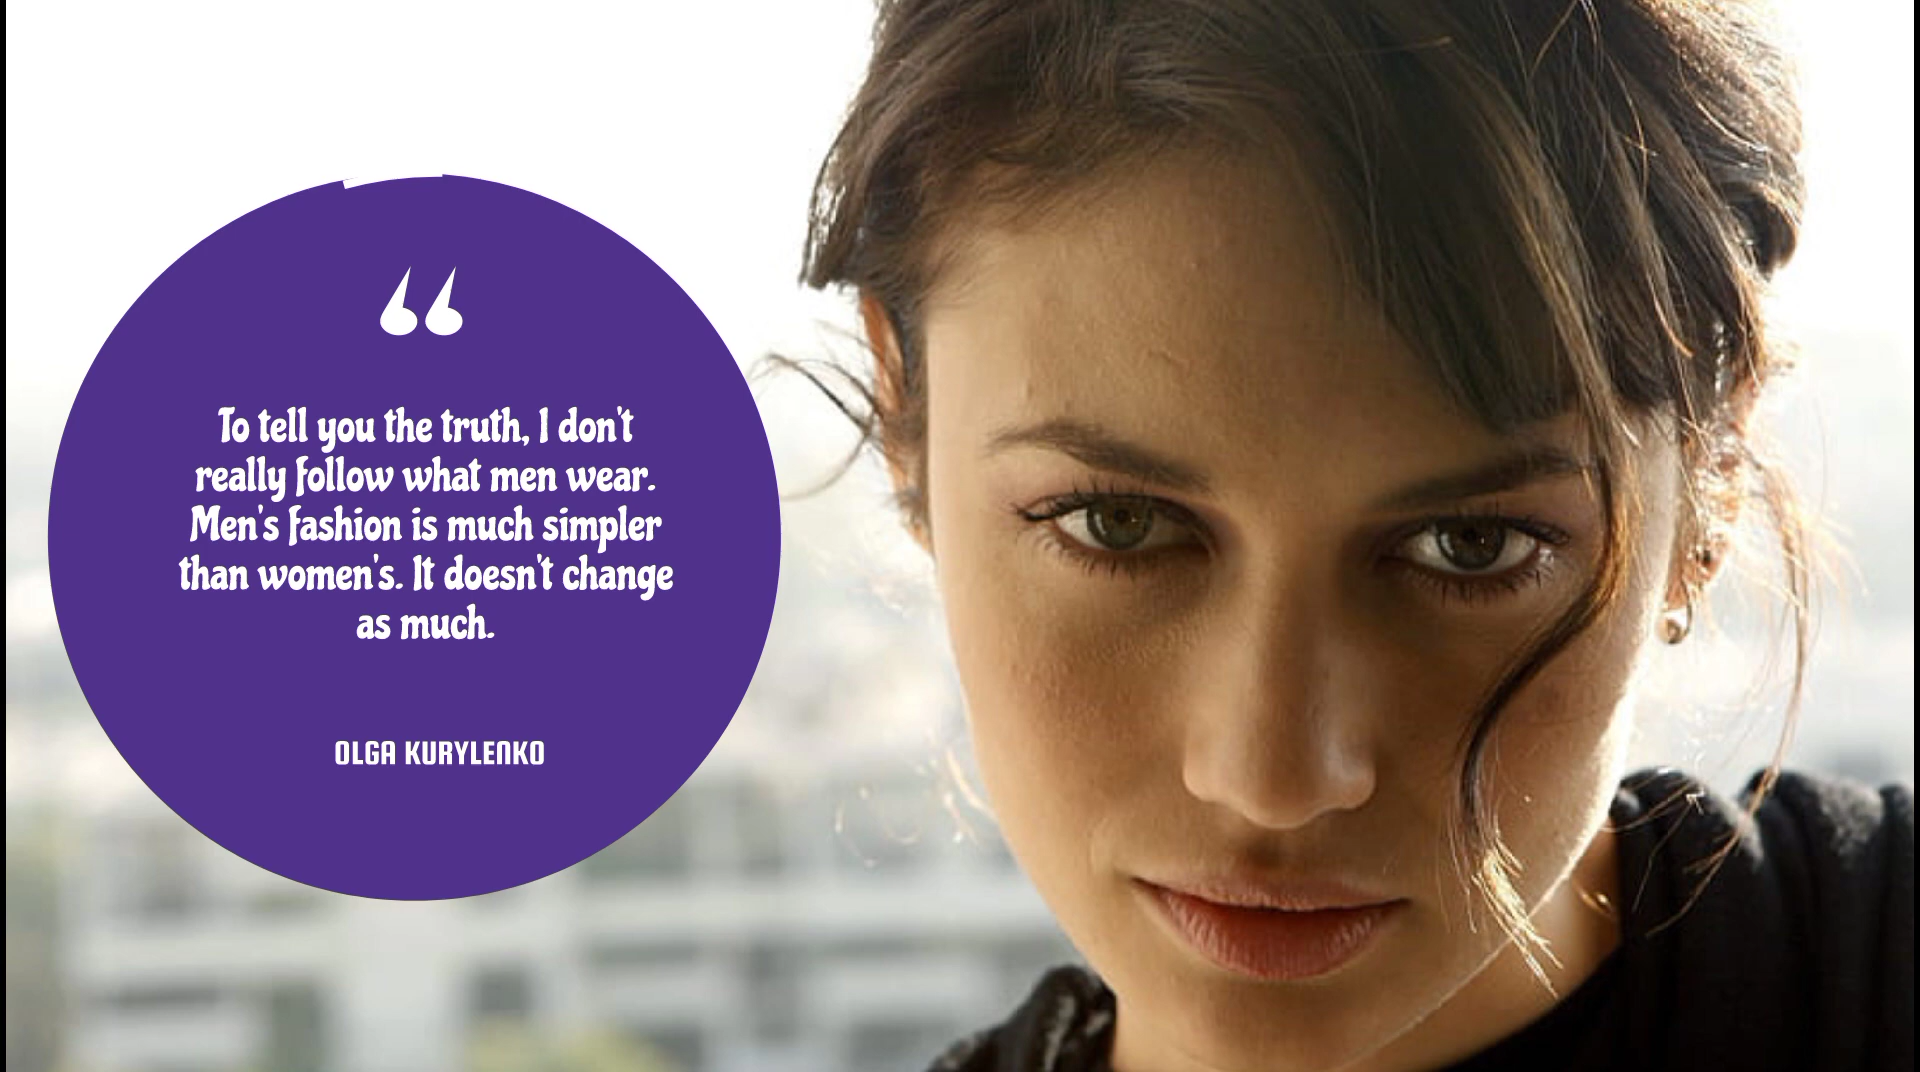 “
To tell you the truth, I don't
really follow what men wear.
Men's fashion is much simpler
than women's. It doesn't change
as much.
OLGA KURYLENKO